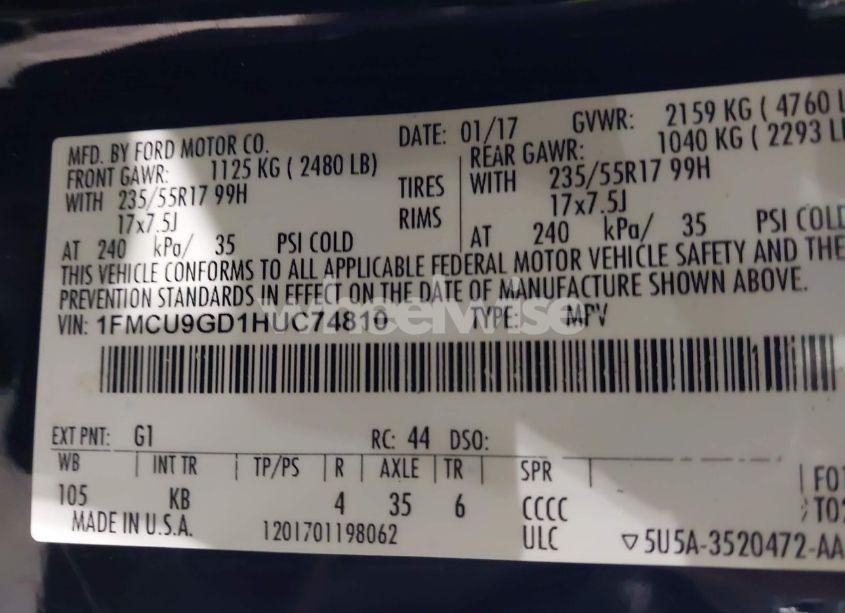 MFD. BY FORD MOTOR CO. DATE: 01/17 GVWR: 2159 KG ( 4760 L
FRONT GAWR: 1125 KG ( 2480 LB) REAR GAWR: 1040 KG ( 2293 L
WITH 235/55R17 99H TIRES WITH 235/55R17 99H
17x7.5J RIMS 17x7.5J
AT 240 kPa/ 35 PSI COLD AT 240 kPa/ 35 PSI COLD
THIS VEHICLE CONFORMS TO ALL APPLICABLE FEDERAL MOTOR VEHICLE SAFETY AND THE
PREVENTION STANDARDS IN EFFECT ON THE DATE OF MANUFACTURE SHOWN ABOVE.
VIN: 1FMCU9GD1HUC74810 TYPE: MPV
EXT PNT: G1 RC: 44 DSO:
WB INT TR TP/PS R AXLE TR SPR
105 KB 4 35 6 CCCC
F01
T02
MADE IN U.S.A. 1201701198062 ULC ▽5U5A-3520472-AA